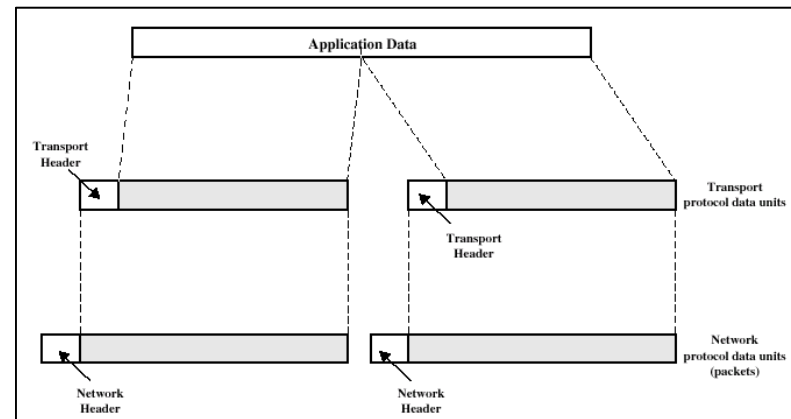 Application Data
Transport
Header
Transport
protocol data units
Transport
Header
Network
protocol data units
(packets)
Network
Header
Network
Header